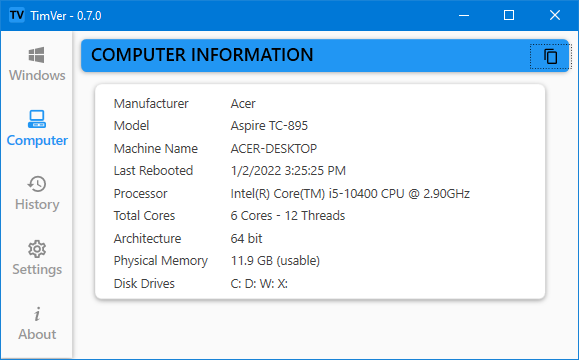 TV TimVer - 0.7.0
Windows
Computer
History
Settings
i
About
COMPUTER INFORMATION
Manufacturer Acer
Model Aspire TC-895
Machine Name ACER-DESKTOP
Last Rebooted 1/2/2022 3:25:25 PM
Processor Intel(R) Core(TM) i5-10400 CPU @ 2.90GHz
Total Cores 6 Cores - 12 Threads
Architecture 64 bit
Physical Memory 11.9 GB (usable)
Disk Drives C: D: W: X: